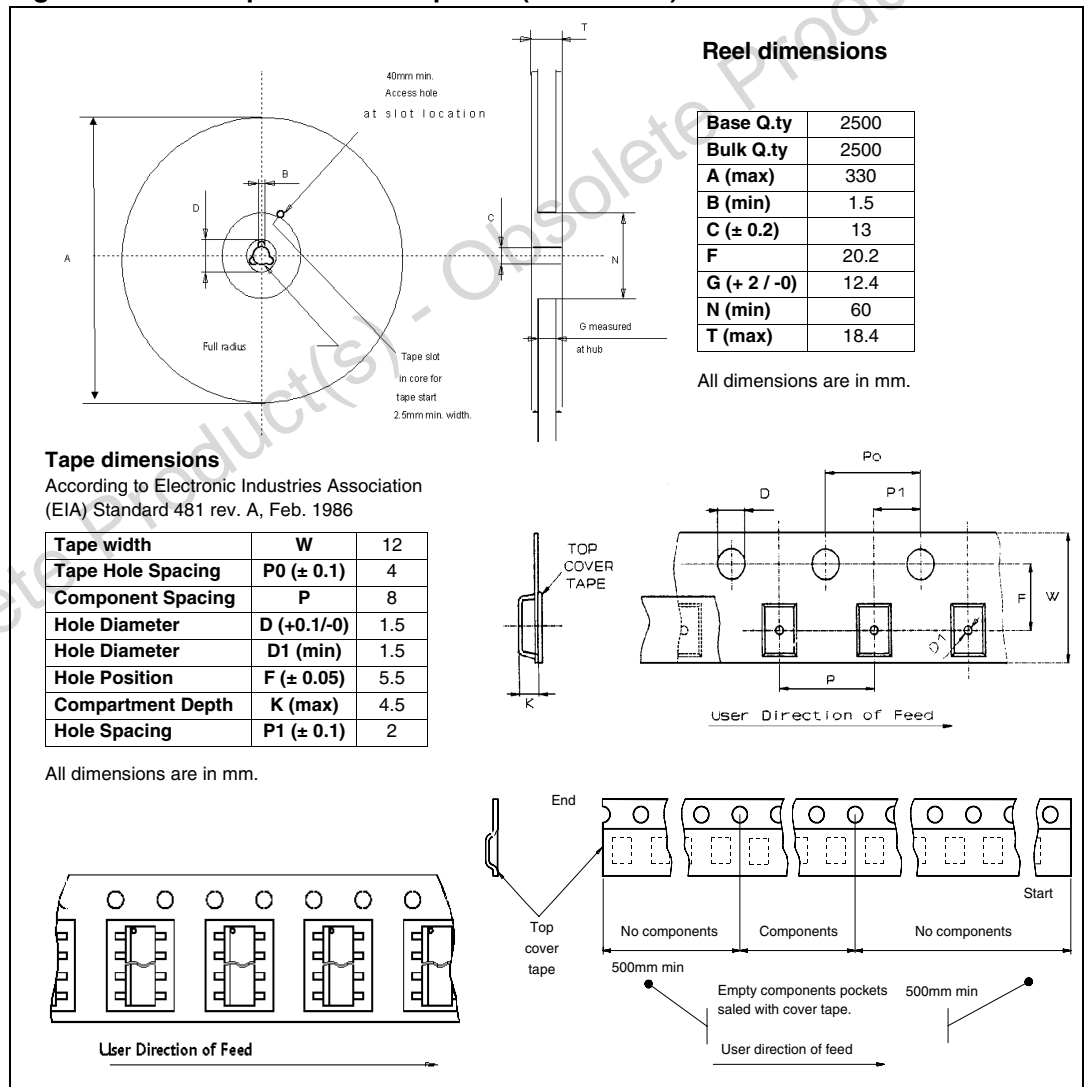 Reel dimensions
Base Q.ty 2500
Bulk Q.ty 2500
A (max) 330
B (min) 1.5
C (± 0.2) 13
F 20.2
G (+ 2 / -0) 12.4
N (min) 60
T (max) 18.4
All dimensions are in mm.
40mm min.
Access hole
at slot location
T
B
D
A
C
N
Full radius
Tape slot
in core for
tape start
2.5mm min. width.
G measured
at hub
Tape dimensions
According to Electronic Industries Association
(EIA) Standard 481 rev. A, Feb. 1986
Tape width W 12
Tape Hole Spacing P0 (± 0.1) 4
Component Spacing P 8
Hole Diameter D (+0.1/-0) 1.5
Hole Diameter D1 (min) 1.5
Hole Position F (± 0.05) 5.5
Compartment Depth K (max) 4.5
Hole Spacing P1 (± 0.1) 2
All dimensions are in mm.
TOP
COVER
TAPE
K
Po
D
P1
F
W
D1
P
User Direction of Feed
User Direction of Feed
End
Start
Top
cover
tape
No components
Components
No components
500mm min
Empty components pockets
saled with cover tape.
500mm min
User direction of feed
Obsolete Product(s) - Obsolete Product